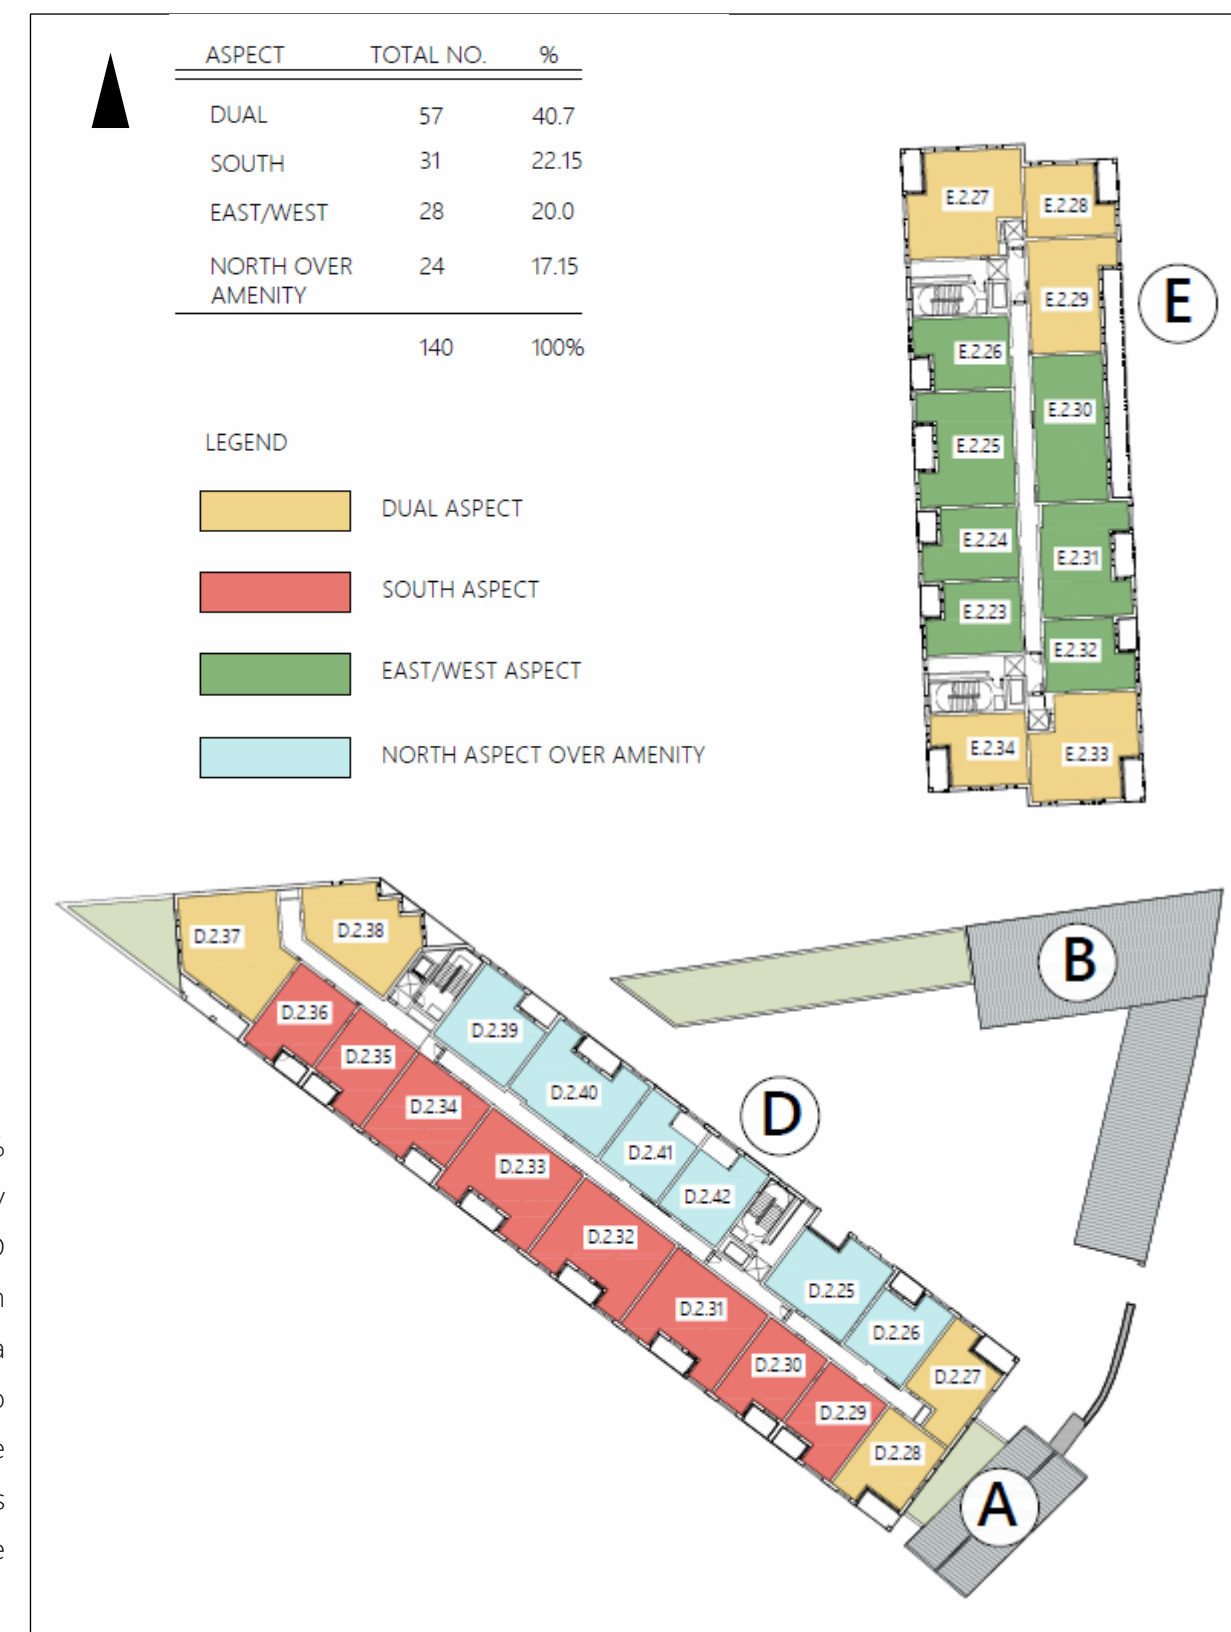 ASPECT TOTAL NO. %
DUAL 57 40.7
SOUTH 31 22.15
EAST/WEST 28 20.0
NORTH OVER 24 17.15
AMENITY
140 100%
LEGEND
DUAL ASPECT
SOUTH ASPECT
EAST/WEST ASPECT
NORTH ASPECT OVER AMENITY
E.2.27
E.2.28
E.2.29
E
E.2.26
E.2.30
E.2.25
E.2.24
E.2.31
E.2.23
E.2.32
E.2.34
E.2.33
D.2.37
D.2.38
B
D.2.36
D.2.39
D.2.35
D.2.40
D.2.34
D
D.2.41
D.2.33
D.2.42
D.2.32
D.2.25
D.2.31
D.2.26
D.2.30
D.2.27
D.2.29
D.2.28
A